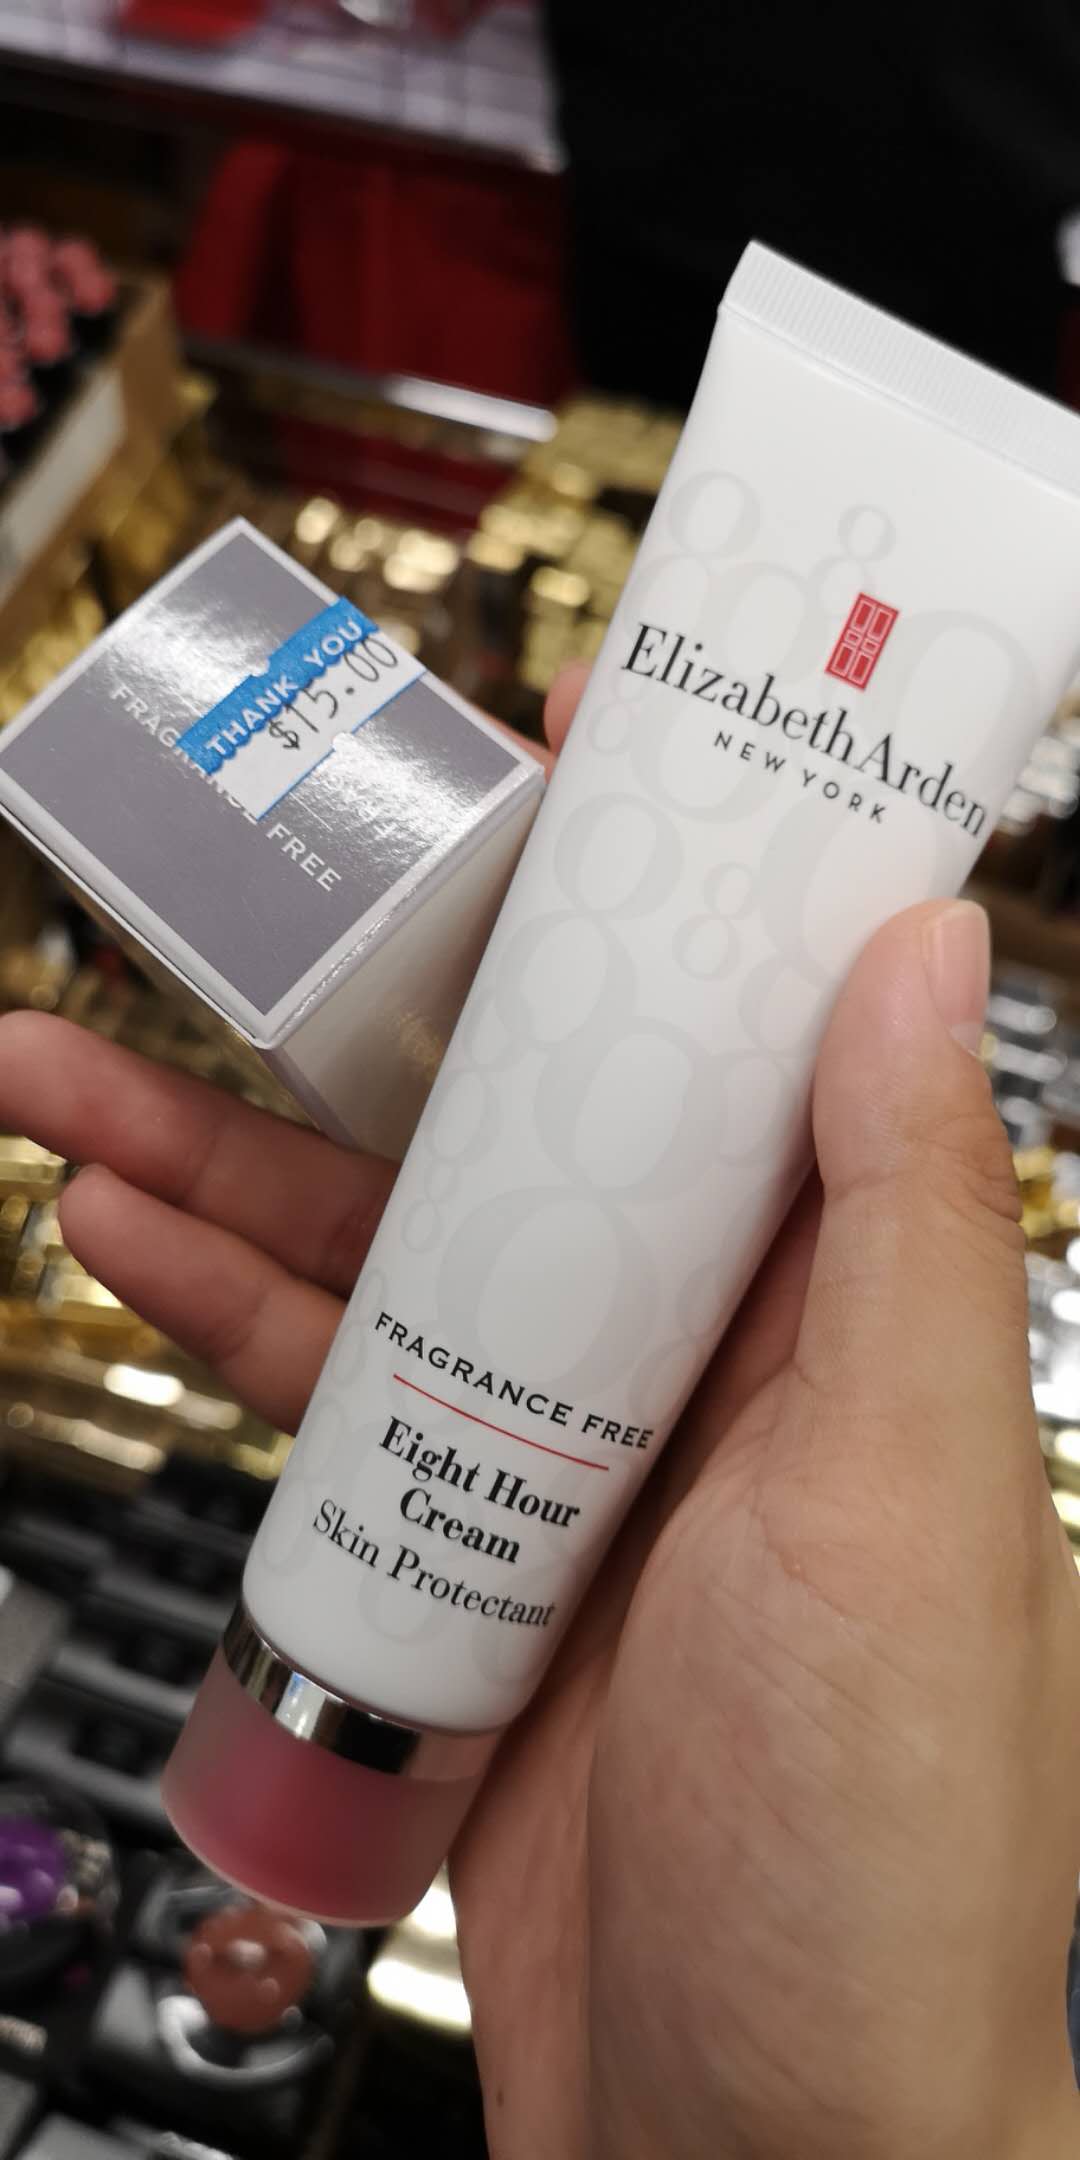 THANK YOU
$15.00
FRAGRANCE FREE
Elizabeth Arden
NEW YORK
FRAGRANCE FREE
Eight Hour
Cream
Skin Protectant